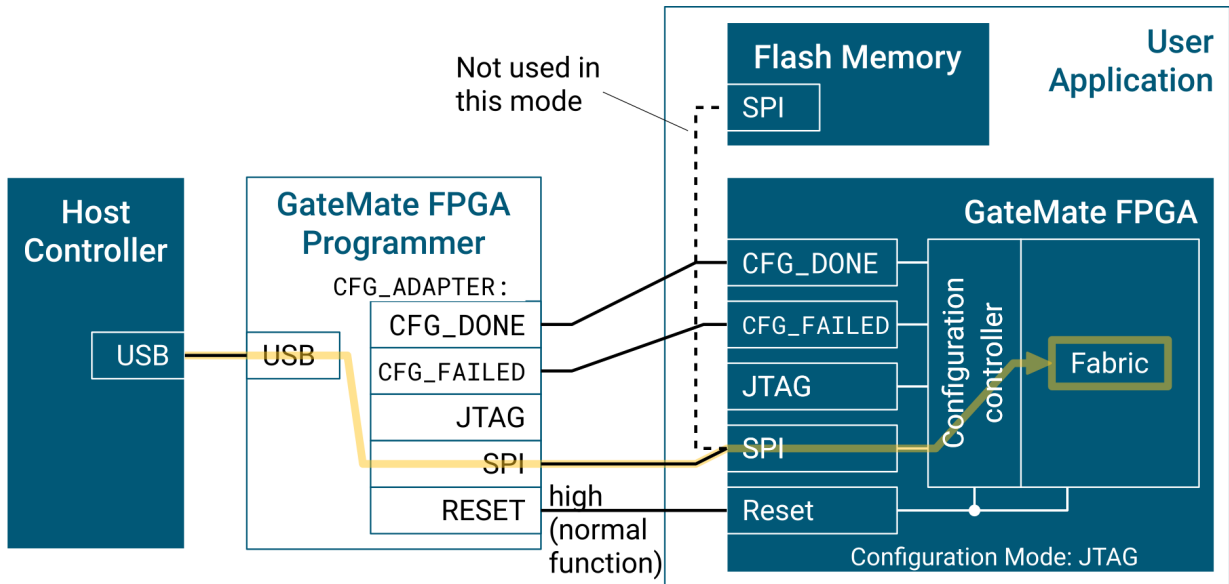 User
Application
Flash Memory
SPI
Not used in
this mode
Host
Controller
USB
GateMate FPGA
Programmer
CFG_ADAPTER:
CFG_DONE
CFG_FAILED
JTAG
SPI
RESET
USB
high
(normal
function)
GateMate FPGA
CFG_DONE
CFG_FAILED
JTAG
SPI
Reset
Configuration
controller
Fabric
Configuration Mode: JTAG